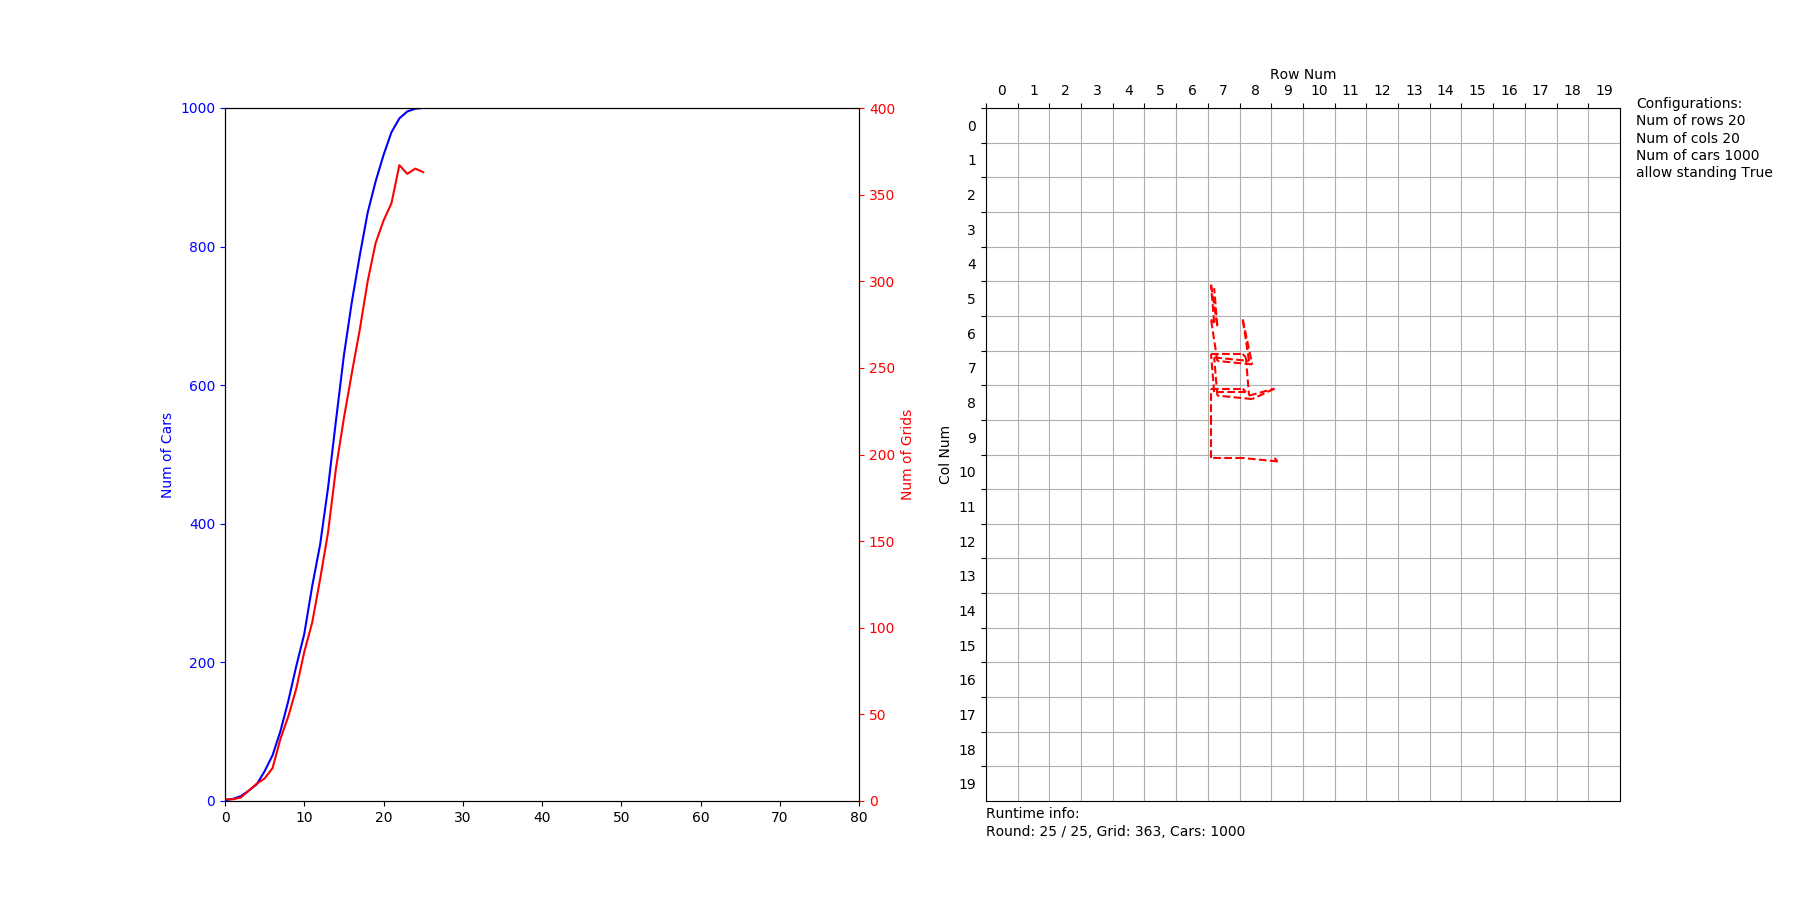 Num of Cars
1000
800
600
400
200
0
0 10 20 30 40 50 60 70 80
400
350
300
250
200
150
100
50
0
Num of Grids
Row Num
0 1 2 3 4 5 6 7 8 9 10 11 12 13 14 15 16 17 18 19
Col Num
0
1
2
3
4
5
6
7
8
9
10
11
12
13
14
15
16
17
18
19
Configurations:
Num of rows 20
Num of cols 20
Num of cars 1000
allow standing True
Runtime info:
Round: 25 / 25, Grid: 363, Cars: 1000